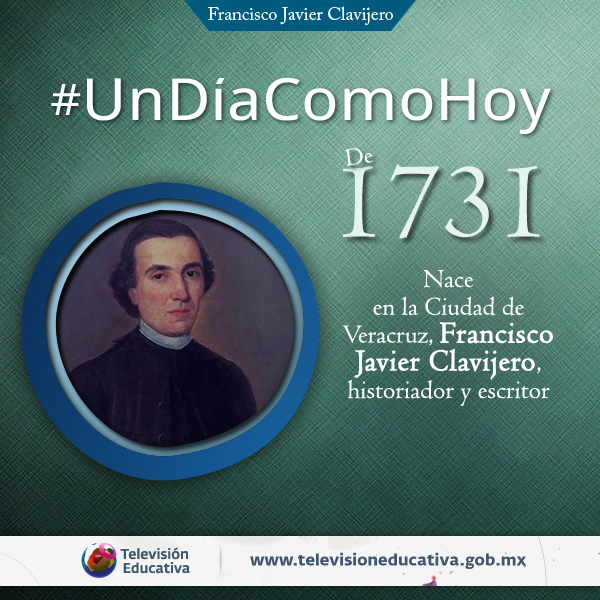 Francisco Javier Clavijero
#UnDíaComoHoy
De
1731
Nace
en la Ciudad de
Veracruz, Francisco
Javier Clavijero,
historiador y escritor
Televisión
Educativa
www.televisioneducativa.gob.mx